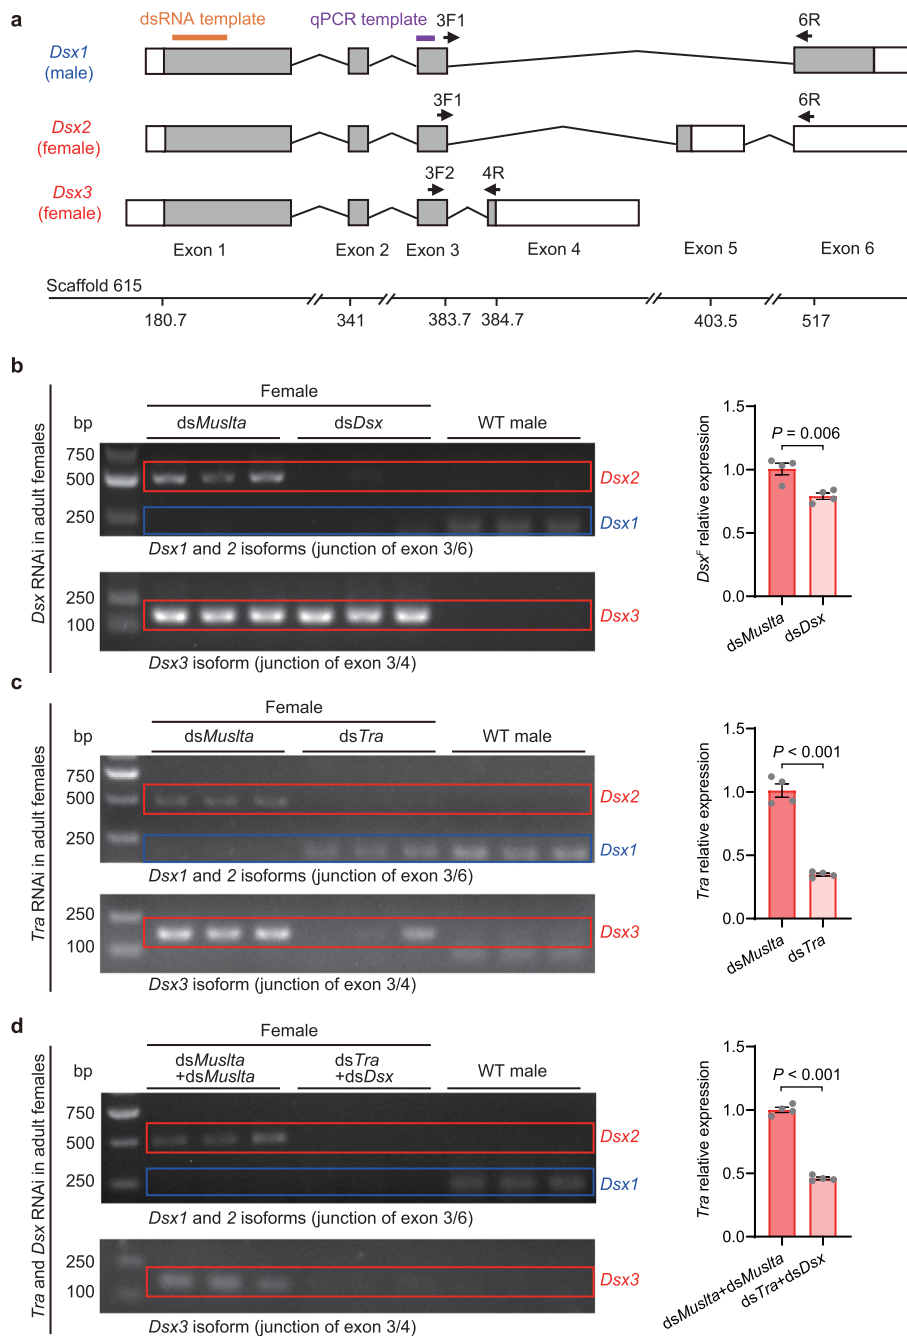 a
dsRNA template
qPCR template
3F1
6R
Dsx1
(male)
3F1
6R
Dsx2
(female)
3F2
4R
Dsx3
(female)
Exon 1
Exon 2
Exon 3
Exon 4
Exon 5
Exon 6
Scaffold 615
180.7
341
383.7
384.7
403.5
517
b
Dsx RNAi in adult females
Female
bp
dsMuslta
dsDsx
WT male
750
500
250
Dsx2
Dsx1
Dsx1 and 2 isoforms (junction of exon 3/6)
250
100
Dsx3
Dsx3 isoform (junction of exon 3/4)
DsxF relative expression
1.5
1.0
0.5
0.0
P = 0.006
dsMuslta
dsDsx
c
Tra RNAi in adult females
Female
bp
dsMuslta
dsTra
WT male
750
500
250
Dsx2
Dsx1
Dsx1 and 2 isoforms (junction of exon 3/6)
250
100
Dsx3
Dsx3 isoform (junction of exon 3/4)
Tra relative expression
1.5
1.0
0.5
0.0
P < 0.001
dsMuslta
dsTra
d
Tra and Dsx RNAi in adult females
Female
bp
dsMuslta
+dsMuslta
dsTra
+dsDsx
WT male
750
500
250
Dsx2
Dsx1
Dsx1 and 2 isoforms (junction of exon 3/6)
250
100
Dsx3
Dsx3 isoform (junction of exon 3/4)
Tra relative expression
1.5
1.0
0.5
0.0
P < 0.001
dsMuslta+dsMuslta
dsTra+dsDsx